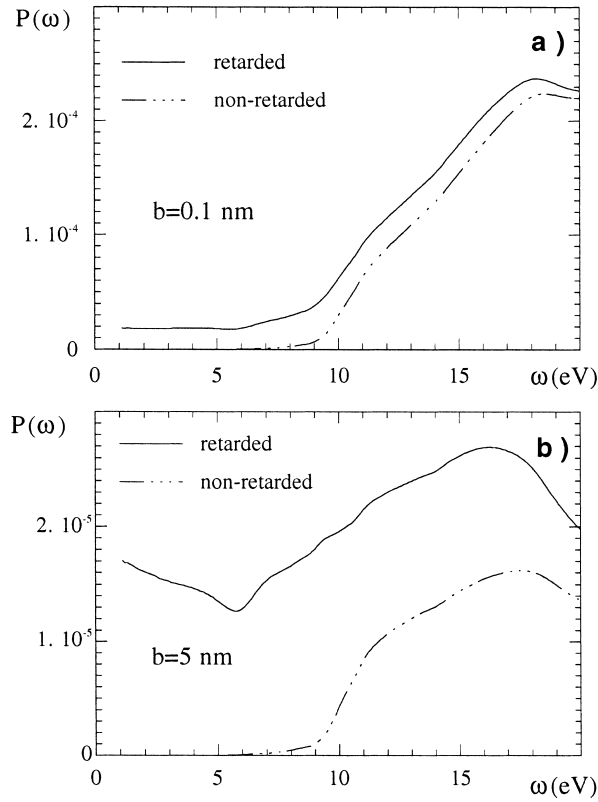 P(ω)
a )
retarded
non-retarded
2. 10⁻⁴
b=0.1 nm
1. 10⁻⁴
0
0 5 10 15 ω(eV)
P(ω)
b )
retarded
non-retarded
2. 10⁻⁵
1. 10⁻⁵
b=5 nm
0
0 5 10 15 ω(eV)